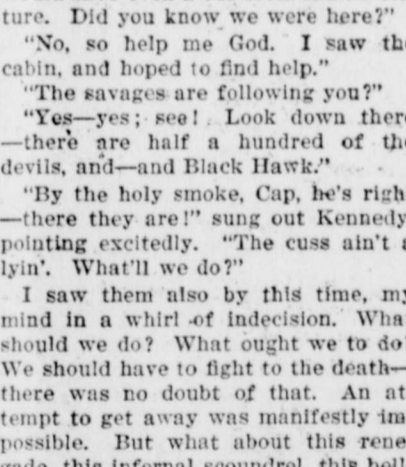 ture. Did you know we were here?"
"No, so help me God. I saw the
cabin, and hoped to find help."
"The savages are following you?"
"Yes—yes; see! Look down there
—there are half a hundred of the
devils, and—and Black Hawk."
"By the holy smoke, Cap, he's righ
—there they are!" sung out Kennedy
pointing excitedly. "The cuss ain't a
lyin'. What'll we do?"
I saw them also by this time, my
mind in a whirl of indecision. Wha
should we do? What ought we to do
We should have to fight to the death—
there was no doubt of that. An at
tempt to get away was manifestly im
possible. But what about this rene
gade, this infernal scoundrel, this